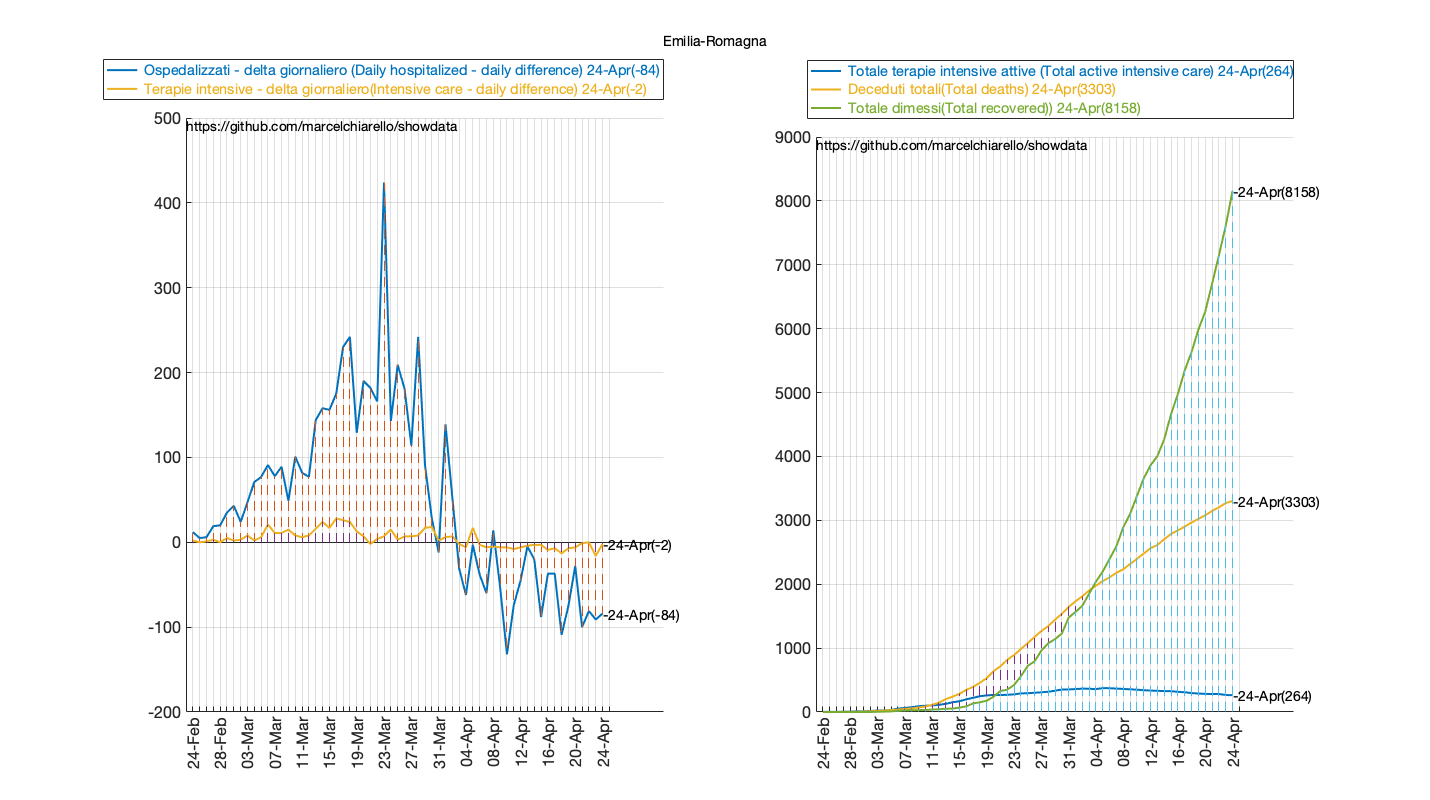 Emilia-Romagna
Ospedalizzati - delta giornaliero (Daily hospitalized - daily difference) 24-Apr(-84)
Terapie intensive - delta giornaliero(Intensive care - daily difference) 24-Apr(-2)
https://github.com/marcelchiarello/showdata
500
400
300
200
100
0
-100
-200
-24-Apr(-2)
-24-Apr(-84)
24-Feb
28-Feb
03-Mar
07-Mar
11-Mar
15-Mar
19-Mar
23-Mar
27-Mar
31-Mar
04-Apr
08-Apr
12-Apr
16-Apr
20-Apr
24-Apr
Totale terapie intensive attive (Total active intensive care) 24-Apr(264)
Deceduti totali(Total deaths) 24-Apr(3303)
Totale dimessi(Total recovered)) 24-Apr(8158)
https://github.com/marcelchiarello/showdata
9000
8000
7000
6000
5000
4000
3000
2000
1000
0
-24-Apr(8158)
-24-Apr(3303)
-24-Apr(264)
24-Feb
28-Feb
03-Mar
07-Mar
11-Mar
15-Mar
19-Mar
23-Mar
27-Mar
31-Mar
04-Apr
08-Apr
12-Apr
16-Apr
20-Apr
24-Apr